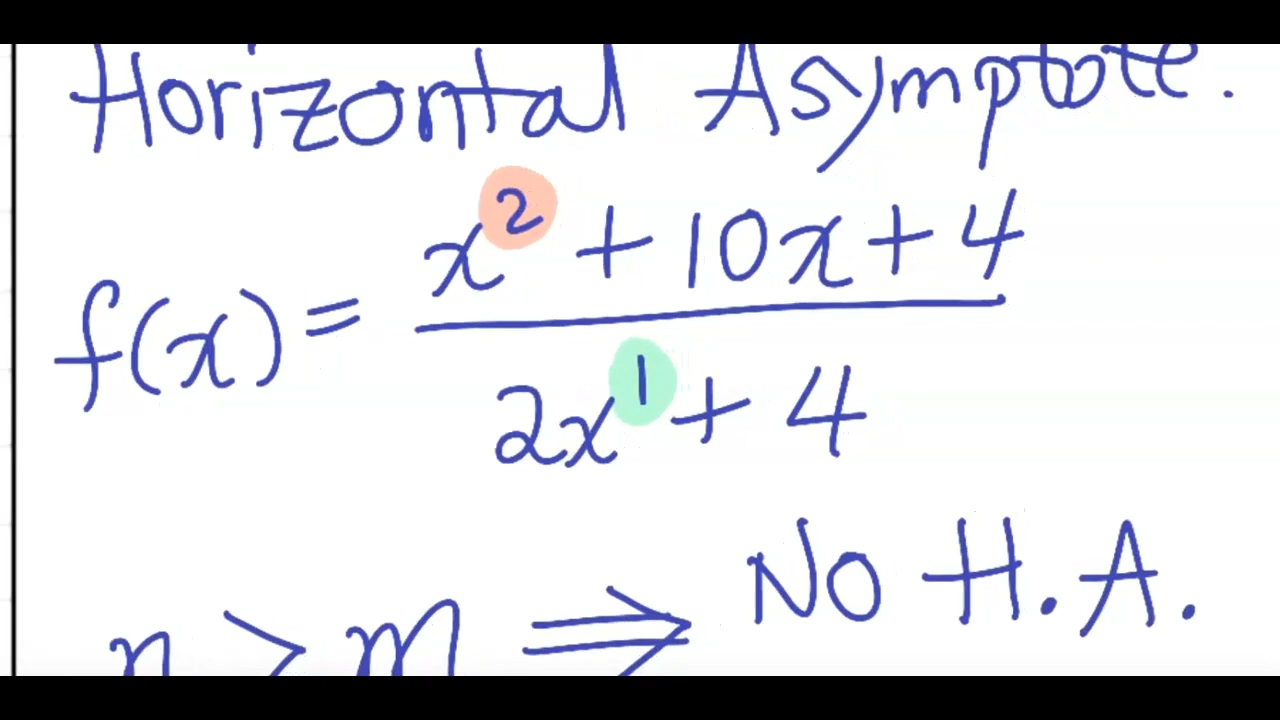 Horizontal Asymptote.
x² + 10x + 4
f(x) =
2x¹ + 4
No H.A.
n > m ⟹